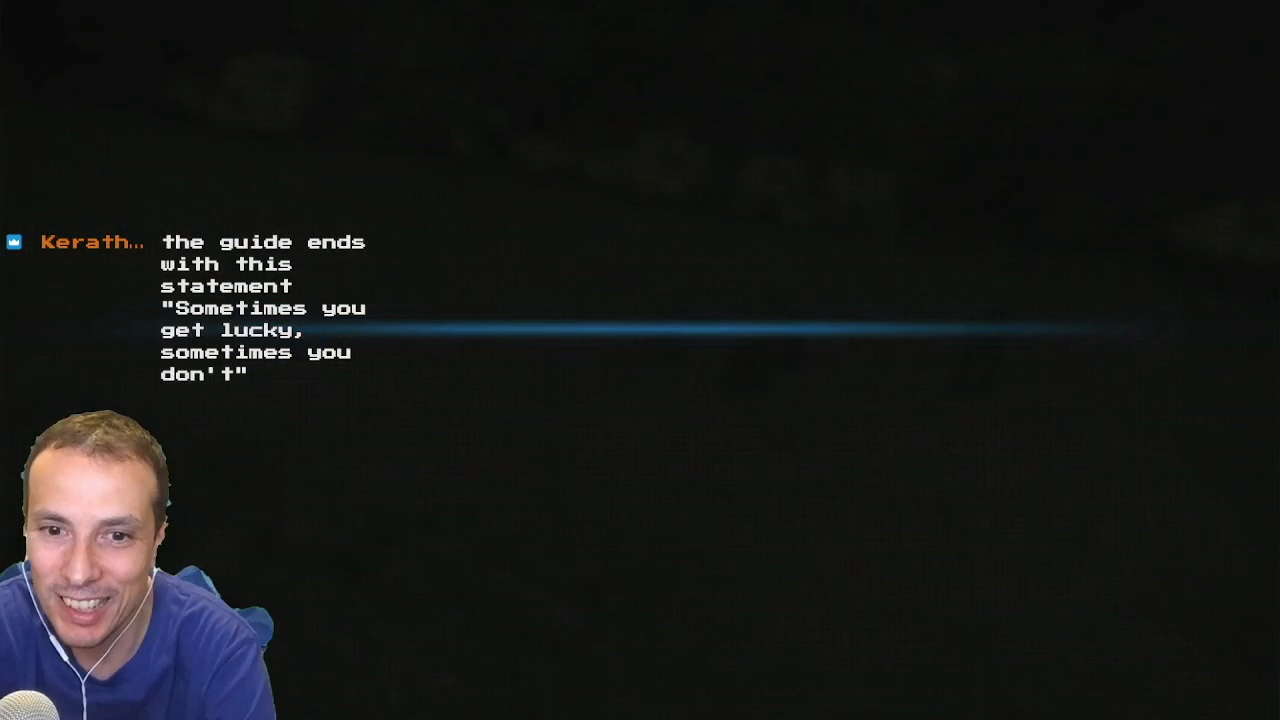 Kerath… the guide ends
with this
statement
"Sometimes you
get lucky,
sometimes you
don't"